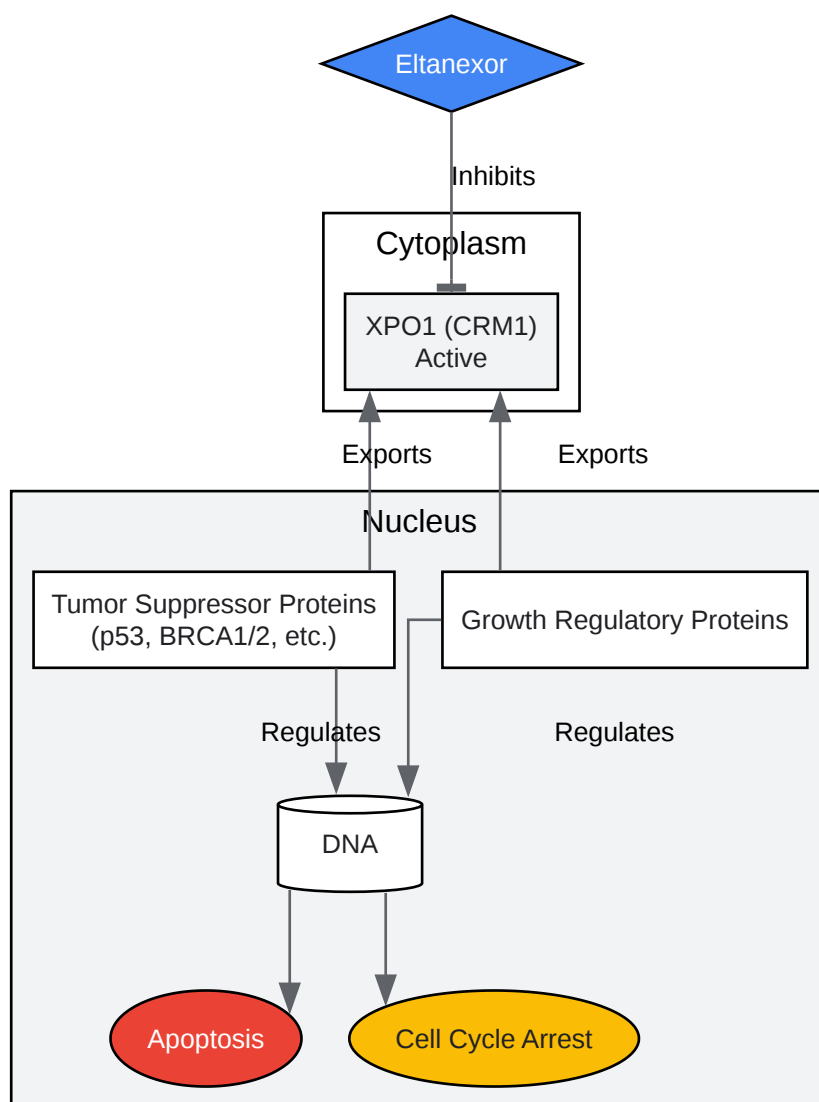 Eltanexor
Inhibits
Cytoplasm
XPO1 (CRM1)
Active
Exports
Exports
Nucleus
Tumor Suppressor Proteins
(p53, BRCA1/2, etc.)
Growth Regulatory Proteins
Regulates
Regulates
DNA
Apoptosis
Cell Cycle Arrest